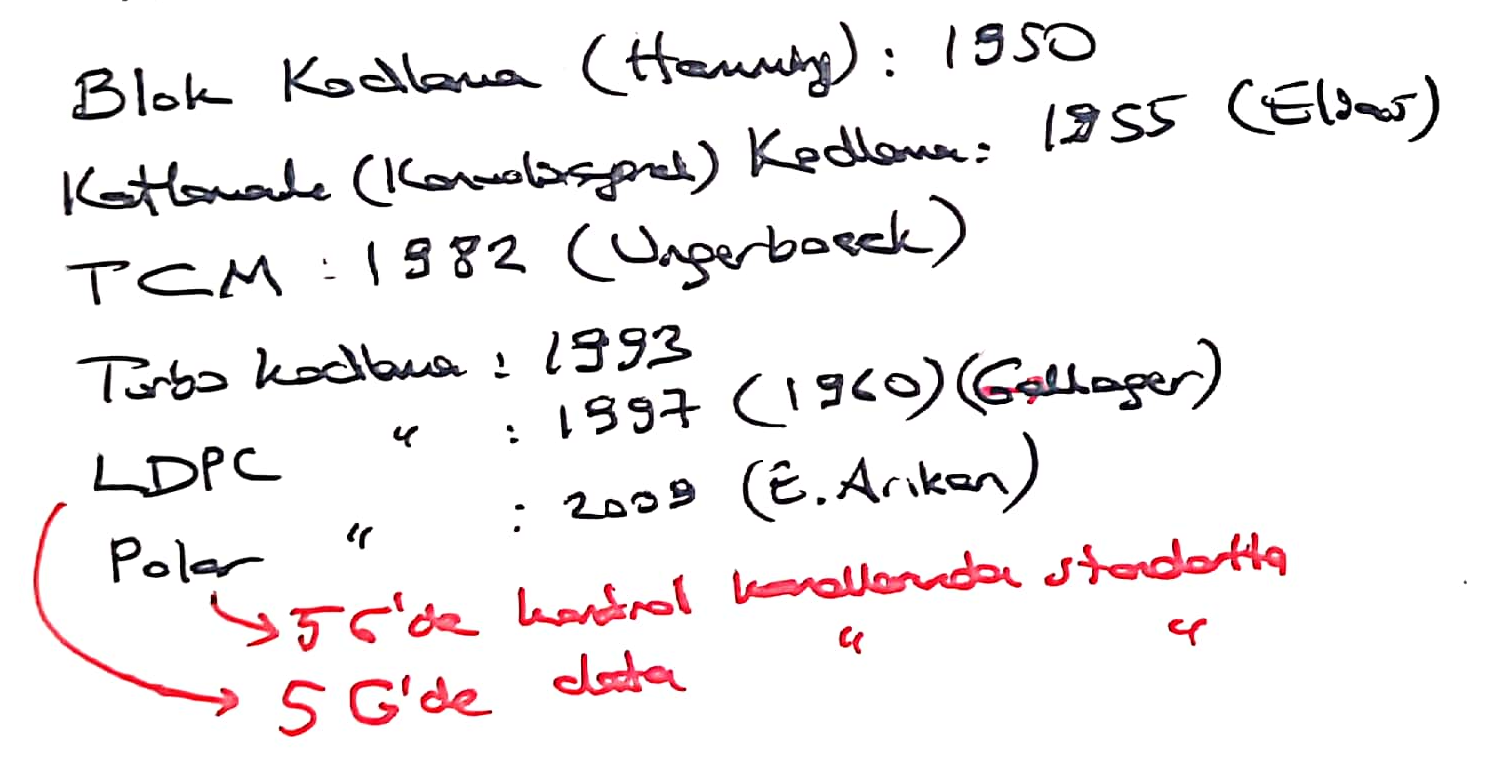 Blok Kodlama (Hamming): 1950
Katlamalı (Konvolüsyonel) Kodlama: 1955 (Elias)
TCM : 1982 (Ungerboeck)
Turbo kodlama : 1993
LDPC " : 1997 (1960) (Gallager)
Polar " : 2009 (E. Arıkan)
5G'de kontrol kanallarında standartta
5G'de data " "